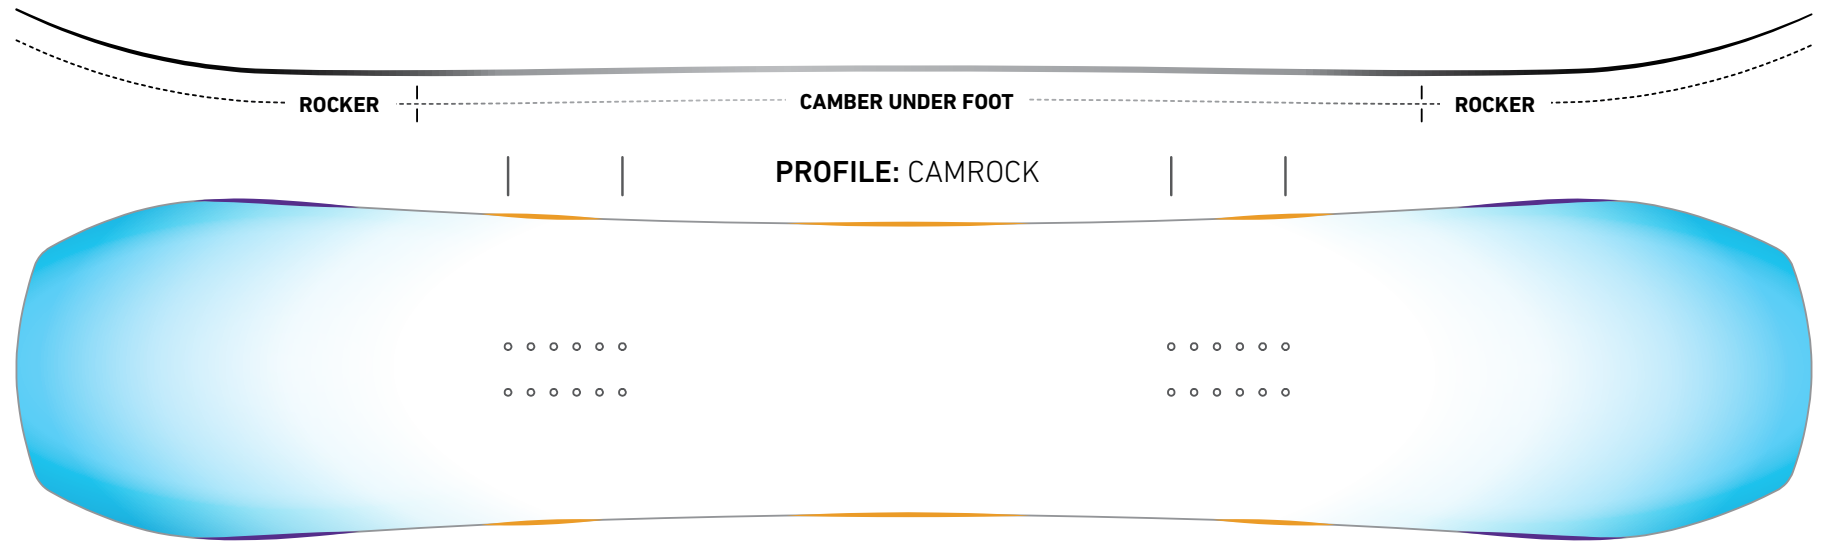 ROCKER CAMBER UNDER FOOT ROCKER
PROFILE: CAMROCK